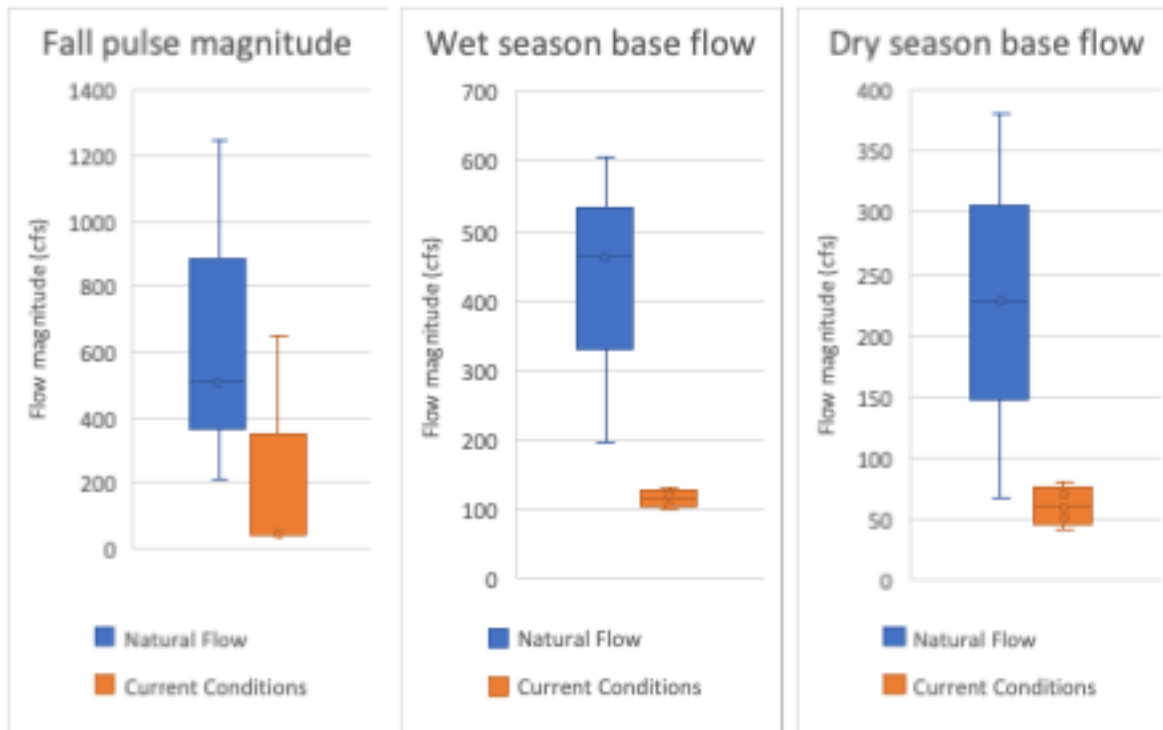 Fall pulse magnitude
1400
1200
1000
800
600
400
200
0
Flow magnitude (cfs)
Natural Flow
Current Conditions
Wet season base flow
700
600
500
400
300
200
100
0
Flow magnitude (cfs)
Natural Flow
Current Conditions
Dry season base flow
400
350
300
250
200
150
100
50
0
Flow magnitude (cfs)
Natural Flow
Current Conditions